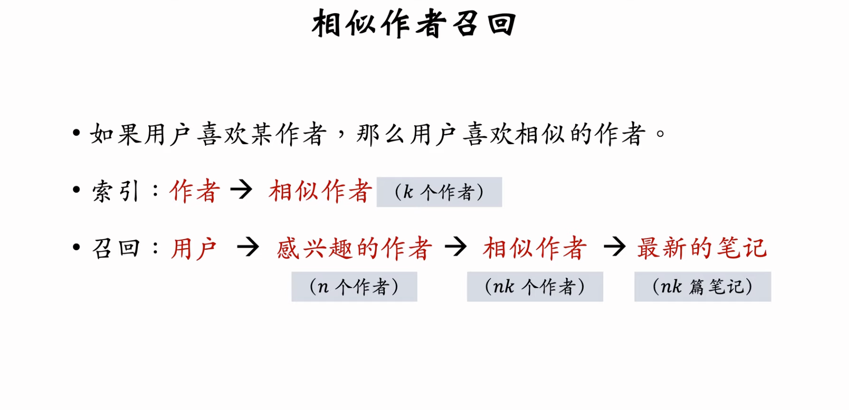 相似作者召回
• 如果用户喜欢某作者，那么用户喜欢相似的作者。
• 索引：作者 → 相似作者（k 个作者）
• 召回：用户 → 感兴趣的作者 → 相似作者 → 最新的笔记
（n 个作者） （nk 个作者） （nk 篇笔记）